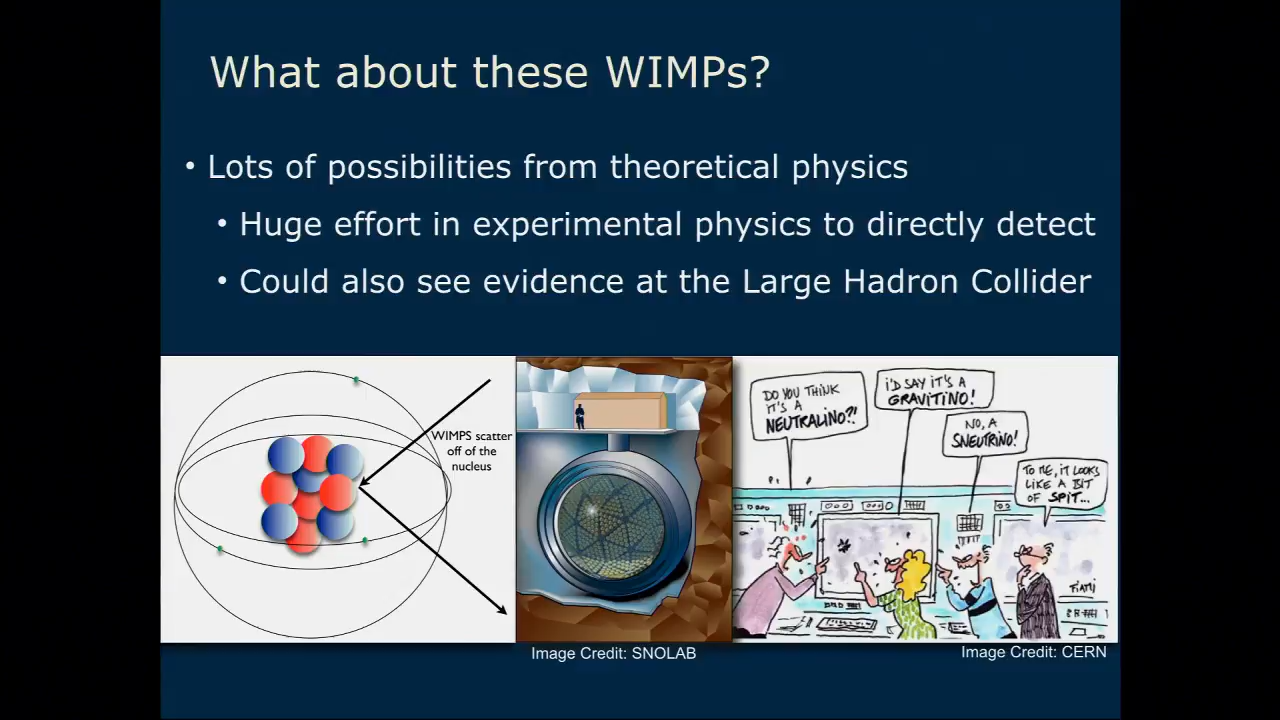 What about these WIMPs?
• Lots of possibilities from theoretical physics
• Huge effort in experimental physics to directly detect
• Could also see evidence at the Large Hadron Collider
WIMPS scatter
off of the
nucleus
DO YOU THINK
IT'S A
NEUTRALINO?!
I'D SAY IT'S A
GRAVITINO!
NO, A
SNEUTRINO!
TO ME, IT LOOKS
LIKE A BIT
OF SPIT...
Image Credit: SNOLAB
Image Credit: CERN